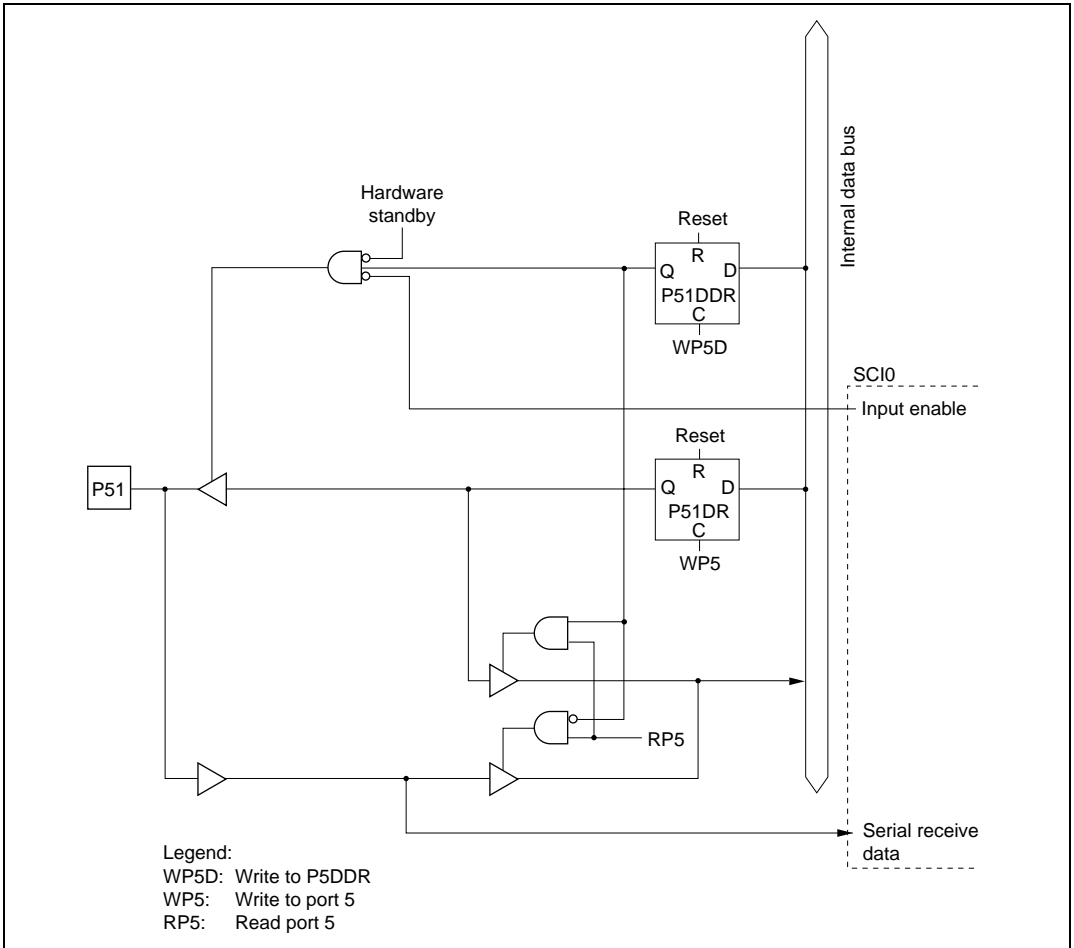 Hardware
standby
Reset
R
Q D
P51DDR
C
WP5D
Internal data bus
SCI0
Input enable
Reset
R
Q D
P51DR
C
WP5
P51
RP5
Serial receive
data
Legend:
WP5D: Write to P5DDR
WP5: Write to port 5
RP5: Read port 5